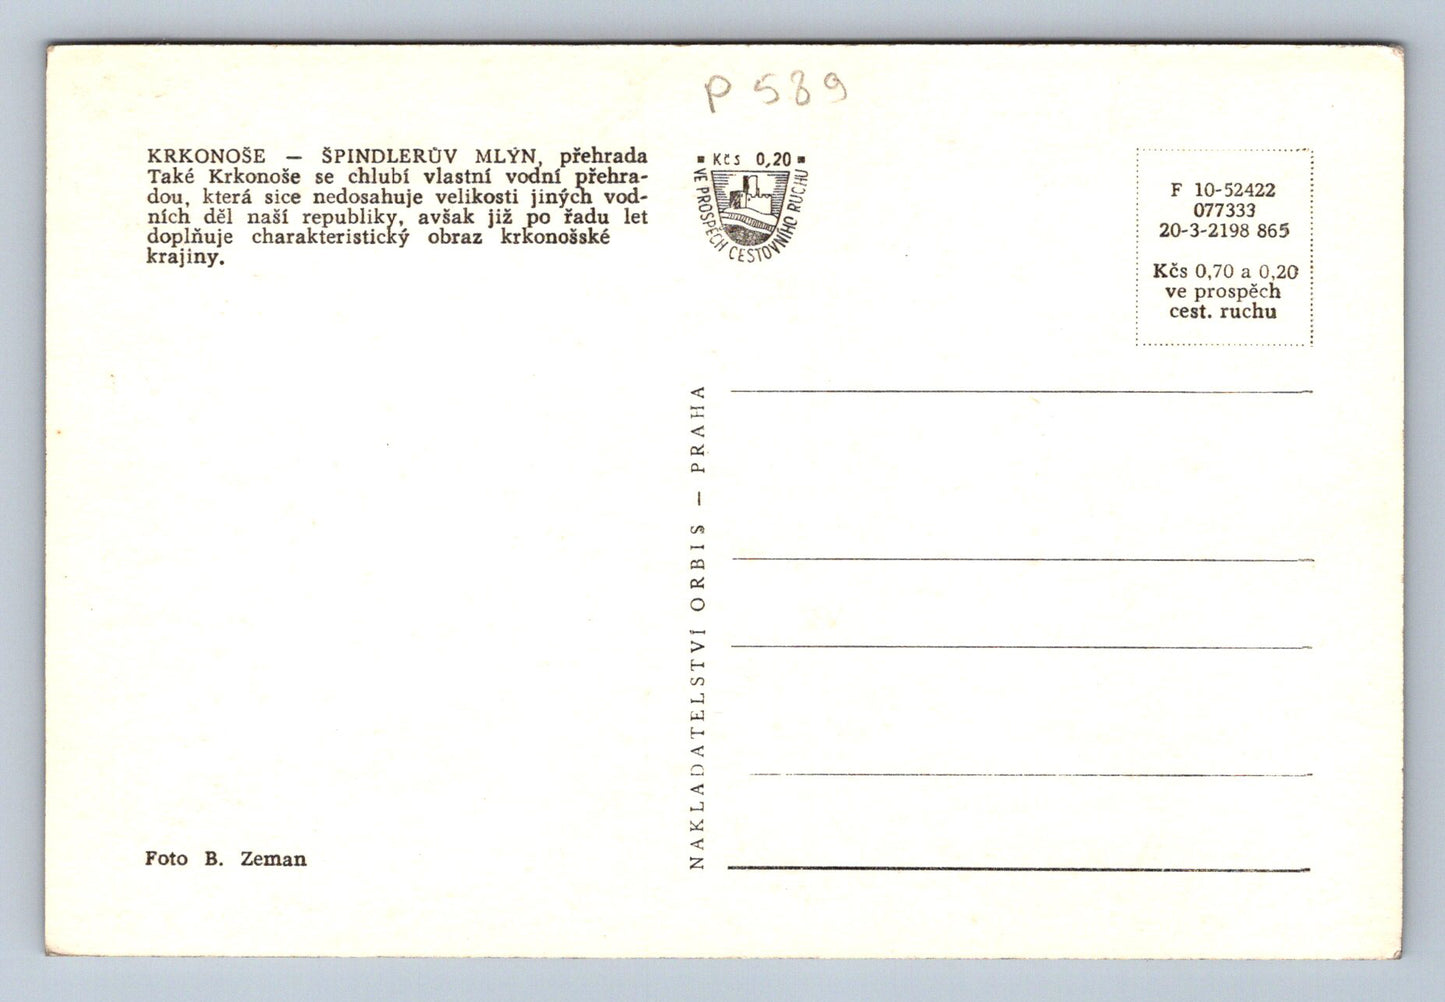 P 589
KRKONOŠE — ŠPINDLERŮV MLÝN, přehrada
Také Krkonoše se chlubí vlastní vodní přehra-
dou, která sice nedosahuje velikosti jiných vod-
ních děl naší republiky, avšak již po řadu let
doplňuje charakteristický obraz krkonošské
krajiny.
Kčs 0,20
VE PROSPĚCH CESTOVNÍHO RUCHU
F 10-52422
077333
20-3-2198 865
Kčs 0,70 a 0,20
ve prospěch
cest. ruchu
NAKLADATELSTVÍ ORBIS — PRAHA
Foto B. Zeman